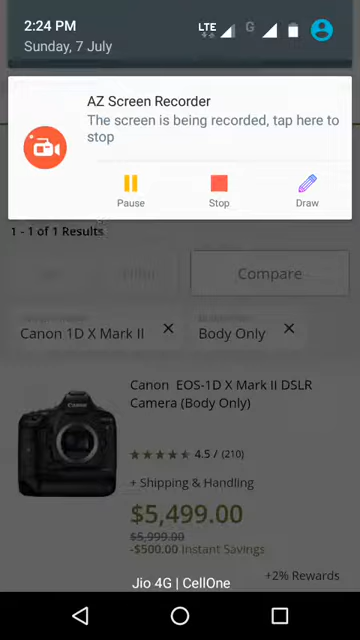 2:24 PM
LTE
G
Sunday, 7 July
AZ Screen Recorder
The screen is being recorded, tap here to
stop
Pause
Stop
Draw
1 - 1 of 1 Results
Compare
Canon 1D X Mark II
Body Only
Canon EOS-1D X Mark II DSLR
Camera (Body Only)
4.5 / (210)
+ Shipping & Handling
$5,499.00
$5,999.00
-$500.00 Instant Savings
+2% Rewards
Jio 4G | CellOne